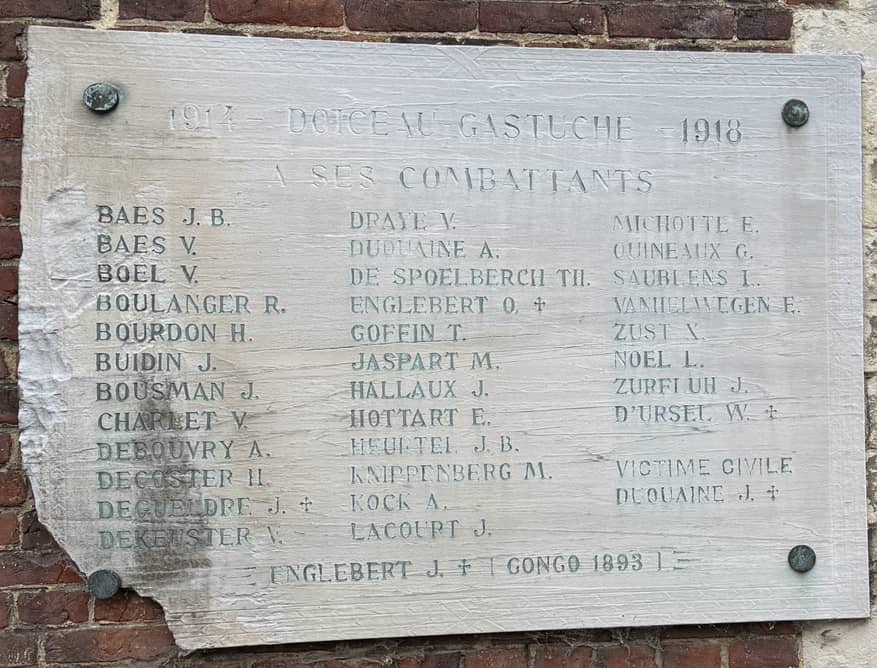 1914 - DOICEAU - GASTUCHE - 1918
A SES COMBATTANTS
BAES J. B.
BAES V.
BOEL V.
BOULANGER R.
BOURDON H.
BUIDIN J.
BOUSMAN J.
CHARLET V.
DEBOUVRY A.
DECOSTER H.
DEGUELDRE J. ✝
DEKEUSTER V.
DRAYE V.
DUQUAINE A.
DE SPOELBERCH TH.
ENGLEBERT O. ✝
GOFFIN T.
JASPART M.
HALLAUX J.
HOTTART E.
HEURTEL J. B.
KNIPPENBERG M.
KOCK A.
LACOURT J.
MICHOTTE E.
QUINEAUX G.
SAUBLENS L.
VANHELWEGEN E.
ZUST X.
NOEL L.
ZURFLUH J.
D'URSEL W. ✝
VICTIME CIVILE
DUQUAINE J. ✝
ENGLEBERT J. ✝ [ CONGO 1893 ]